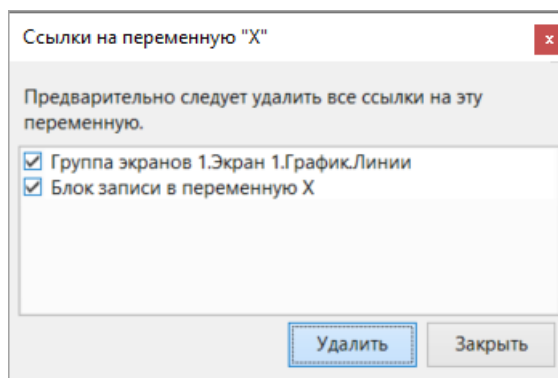 Ссылки на переменную "X"
x
Предварительно следует удалить все ссылки на эту
переменную.
Группа экранов 1.Экран 1.График.Линии
Блок записи в переменную X
Удалить
Закрыть